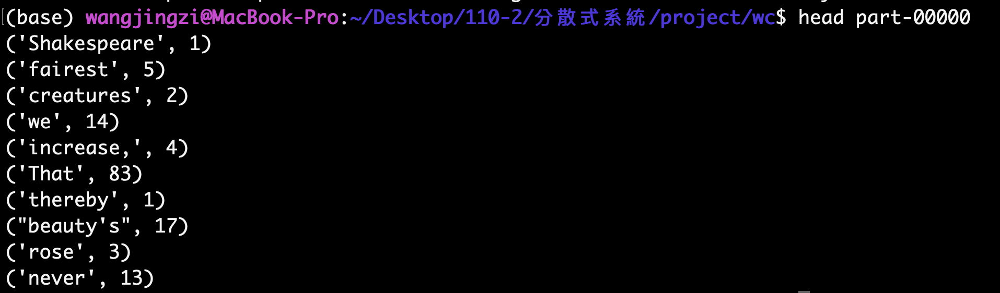 (base) wangjingzi@MacBook-Pro:~/Desktop/110-2/分散式系統/project/wc$ head part-00000
('Shakespeare', 1)
('fairest', 5)
('creatures', 2)
('we', 14)
('increase,', 4)
('That', 83)
('thereby', 1)
("beauty's", 17)
('rose', 3)
('never', 13)